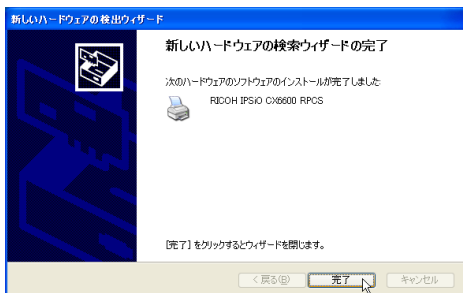 新しいハードウェアの検出ウィザード
新しいハードウェアの検索ウィザードの完了
次のハードウェアのソフトウェアのインストールが完了しました:
RICOH IPSiO CX6600 RPCS
[完了] をクリックするとウィザードを閉じます。
< 戻る(B)
完了
キャンセル